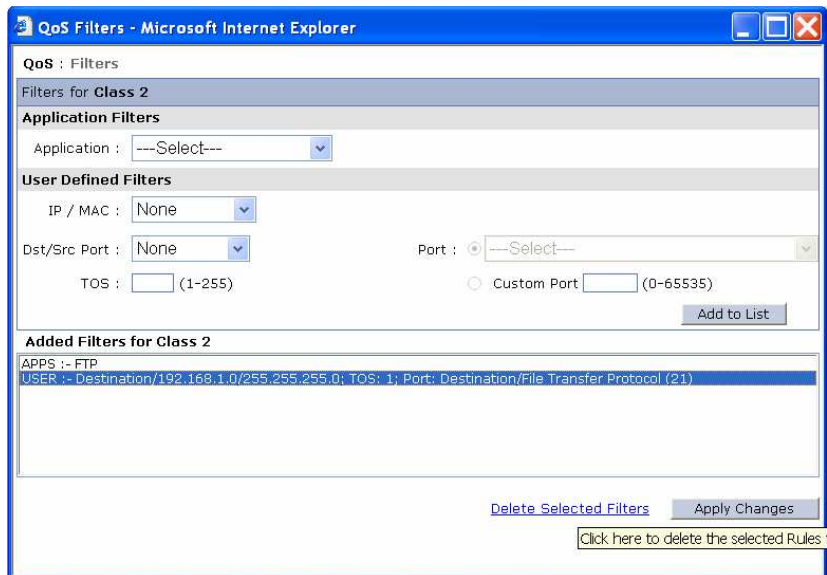 QoS Filters - Microsoft Internet Explorer
QoS : Filters
Filters for Class 2
Application Filters
Application : ---Select---
User Defined Filters
IP / MAC : None
Dst/Src Port : None Port : ---Select---
TOS : (1-255) Custom Port (0-65535)
Add to List
Added Filters for Class 2
APPS :- FTP
USER :- Destination/192.168.1.0/255.255.255.0; TOS: 1; Port: Destination/File Transfer Protocol (21)
Delete Selected Filters Apply Changes
Click here to delete the selected Rules